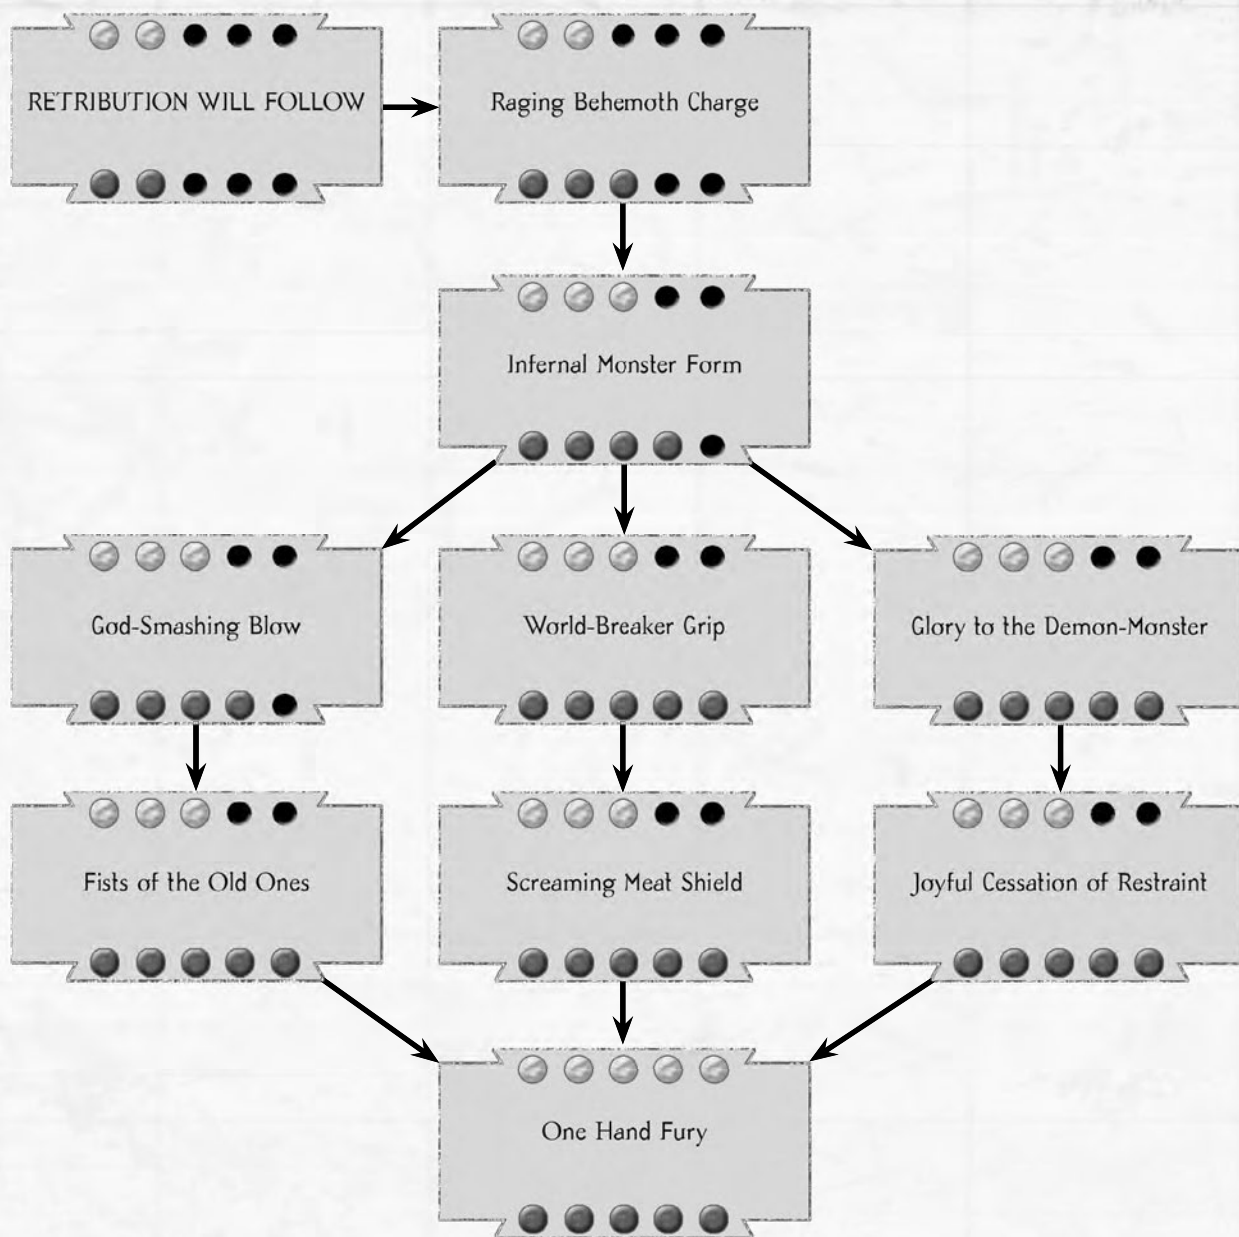 RETRIBUTION WILL FOLLOW
Raging Behemoth Charge
Infernal Monster Form
God-Smashing Blow
World-Breaker Grip
Glory to the Demon-Monster
Fists of the Old Ones
Screaming Meat Shield
Joyful Cessation of Restraint
One Hand Fury